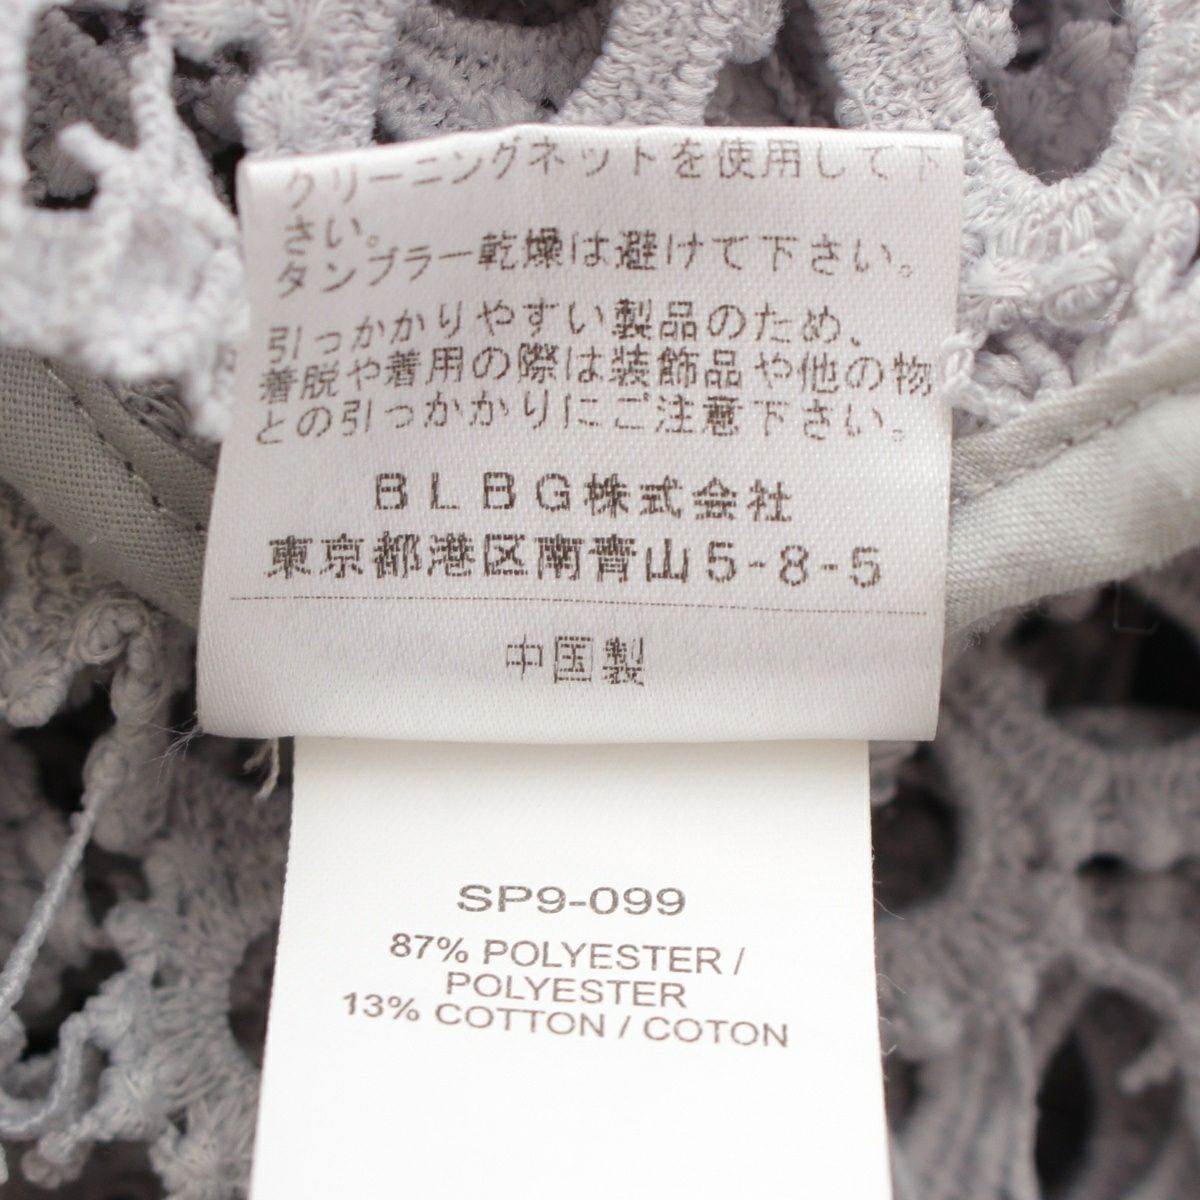 クリーニングネットを使用して下
さい。
タンブラー乾燥は避けて下さい。
引っかかりやすい製品のため、
着脱や着用の際は装飾品や他の物
との引っかかりにご注意下さい。
BLBG株式会社
東京都港区南青山5-8-5
中国製
SP9-099
87% POLYESTER /
POLYESTER
13% COTTON / COTON